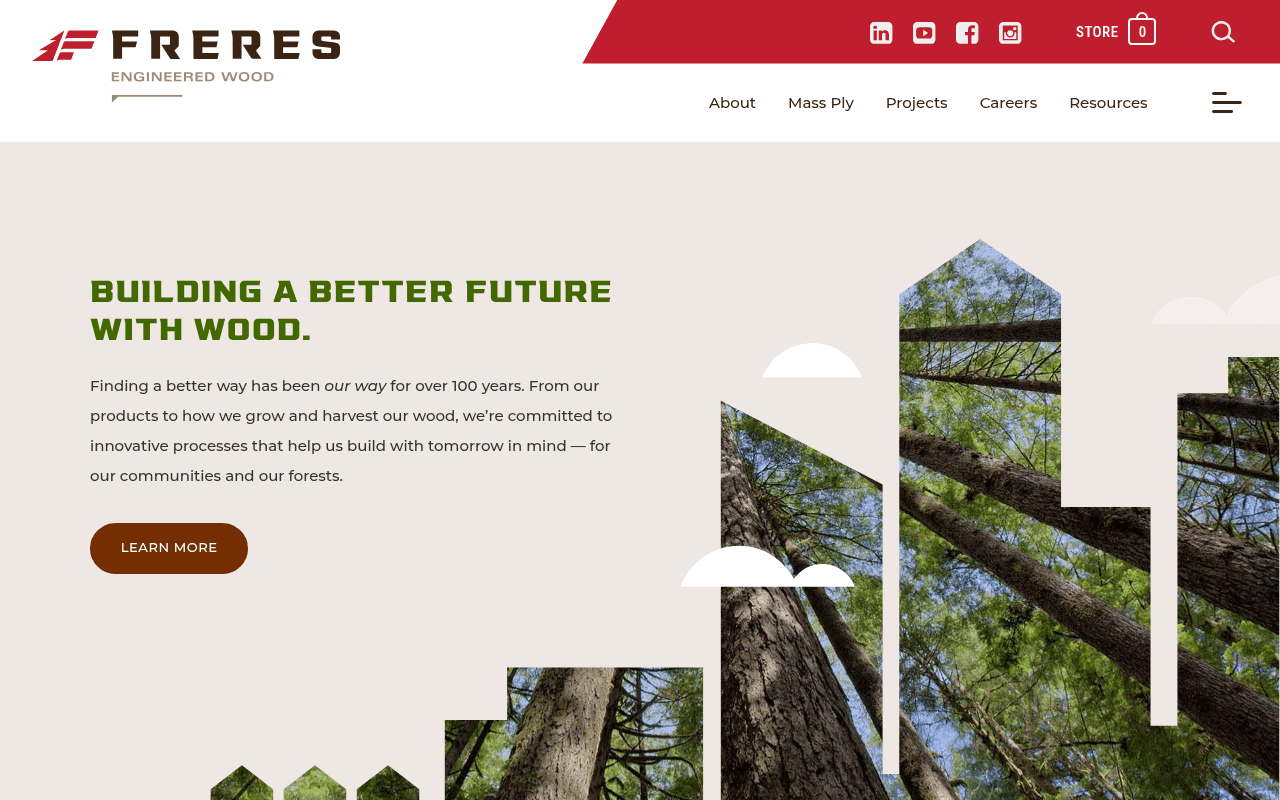 FRERES
ENGINEERED WOOD
STORE 0
About Mass Ply Projects Careers Resources
BUILDING A BETTER FUTURE
WITH WOOD.
Finding a better way has been our way for over 100 years. From our
products to how we grow and harvest our wood, we’re committed to
innovative processes that help us build with tomorrow in mind — for
our communities and our forests.
LEARN MORE